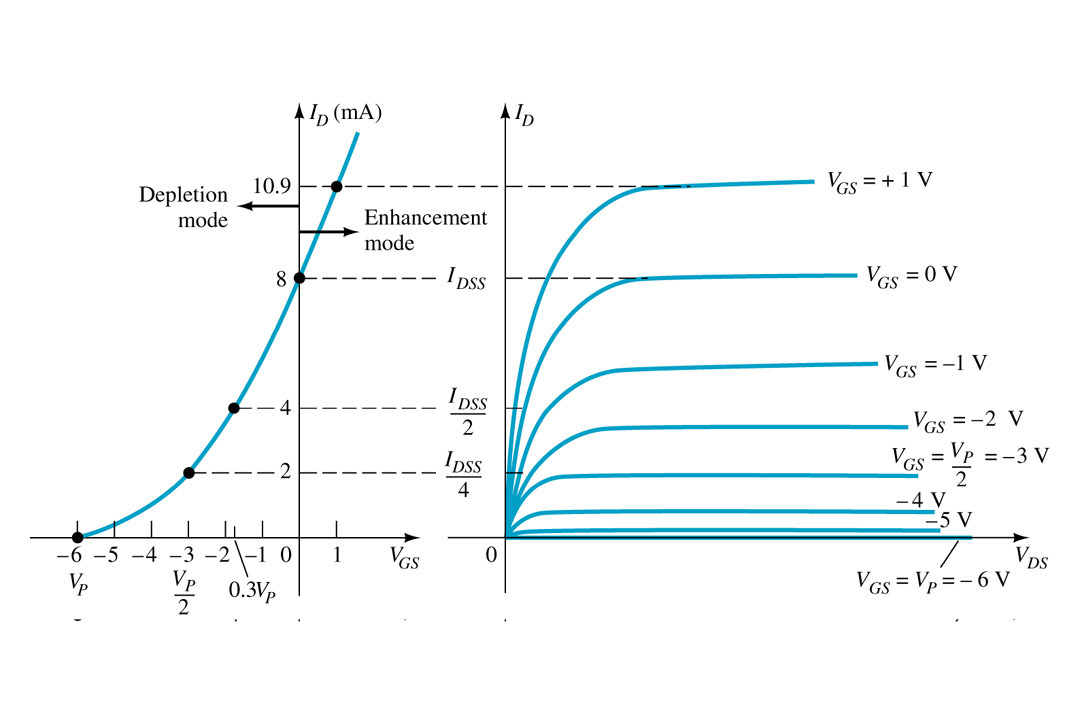 I_D (mA)
10.9
Depletion
mode
Enhancement
mode
8
4
2
–6 –5 –4 –3 –2 –1 0 1 V_GS
V_P
V_P
2
0.3V_P
I_DSS
I_DSS
2
I_DSS
4
I_D
V_GS = + 1 V
V_GS = 0 V
V_GS = –1 V
V_GS = –2 V
V_GS = V_P
2 = –3 V
–4 V
–5 V
0
V_DS
V_GS = V_P = – 6 V